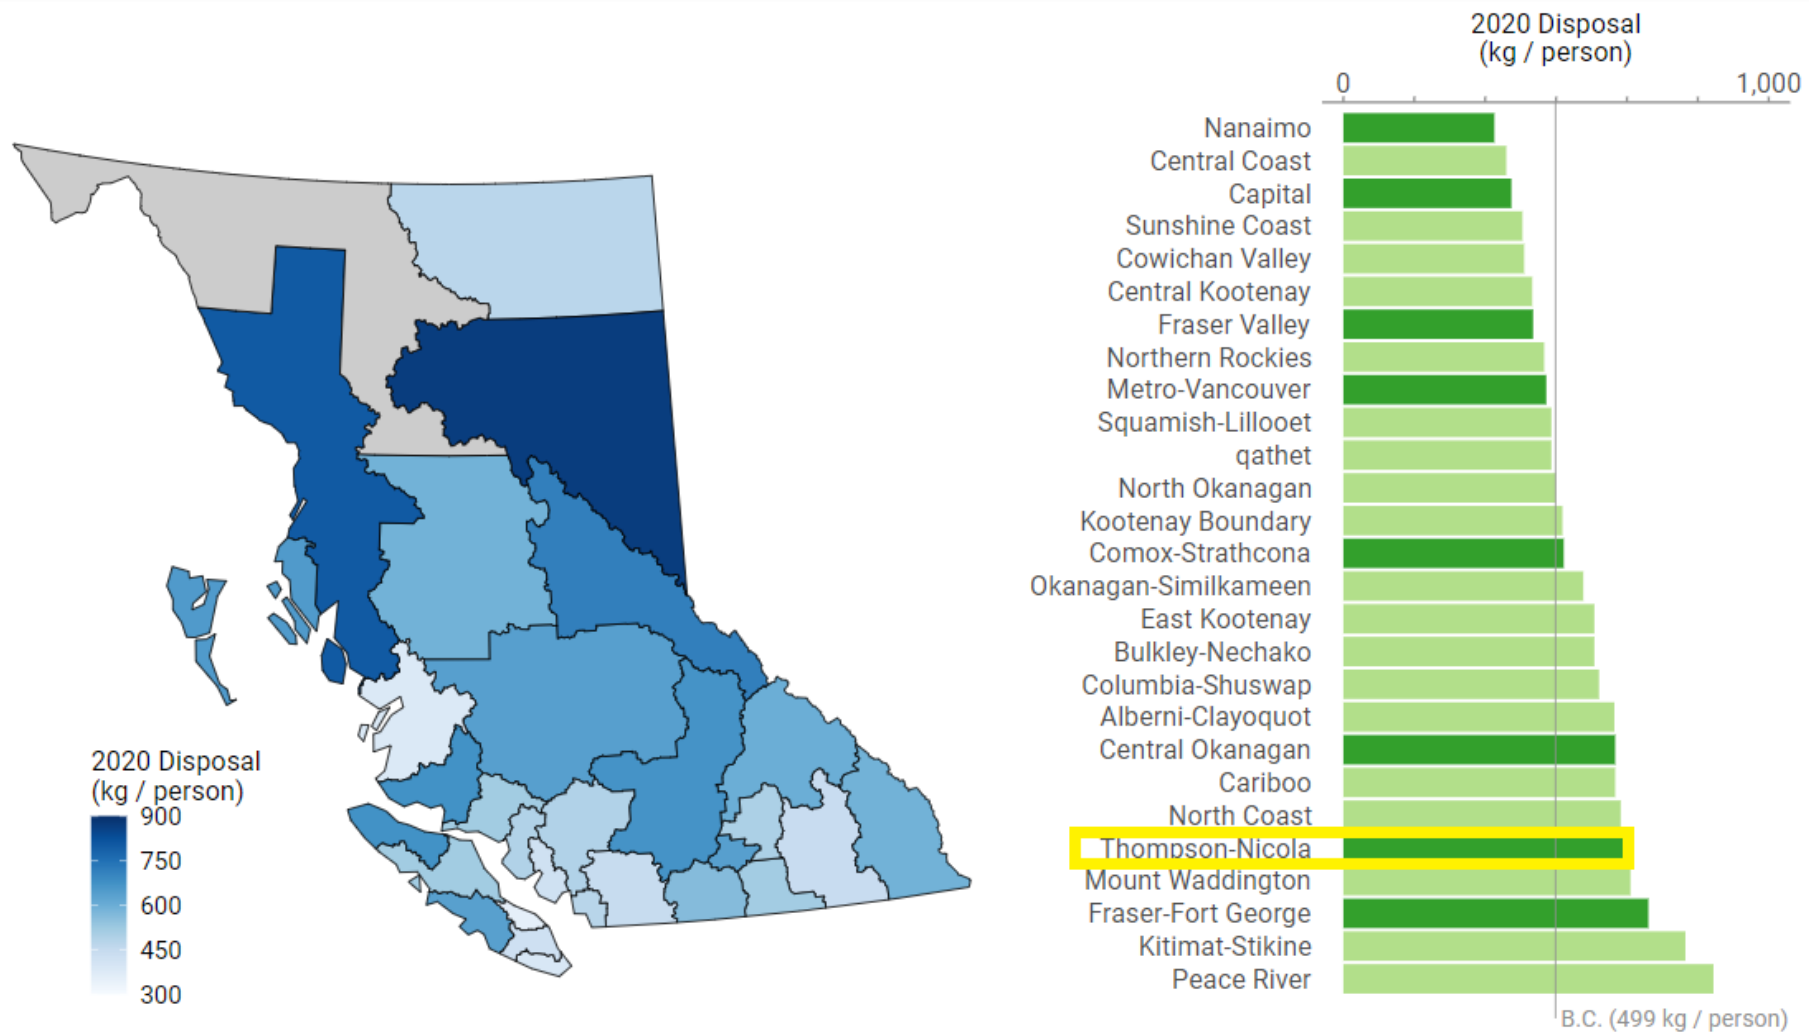 2020 Disposal
(kg / person)
900
750
600
450
300
2020 Disposal
(kg / person)
0
1,000
Nanaimo
Central Coast
Capital
Sunshine Coast
Cowichan Valley
Central Kootenay
Fraser Valley
Northern Rockies
Metro-Vancouver
Squamish-Lillooet
qathet
North Okanagan
Kootenay Boundary
Comox-Strathcona
Okanagan-Similkameen
East Kootenay
Bulkley-Nechako
Columbia-Shuswap
Alberni-Clayoquot
Central Okanagan
Cariboo
North Coast
Thompson-Nicola
Mount Waddington
Fraser-Fort George
Kitimat-Stikine
Peace River
B.C. (499 kg / person)